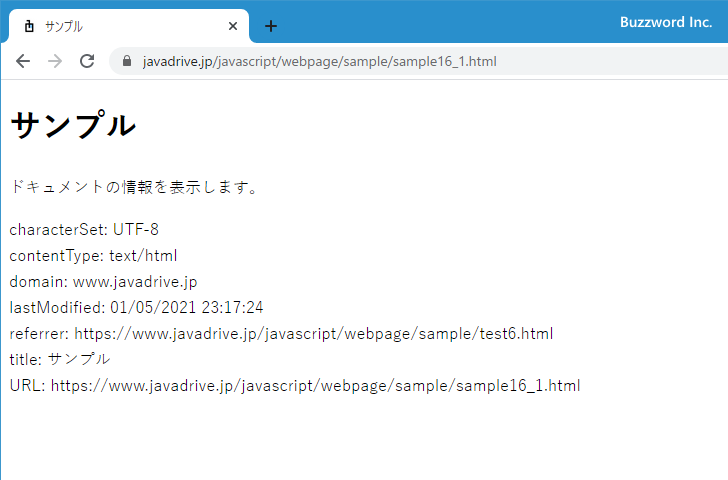 サンプル
Buzzword Inc.
javadrive.jp/javascript/webpage/sample/sample16_1.html
サンプル
ドキュメントの情報を表示します。
characterSet: UTF-8
contentType: text/html
domain: www.javadrive.jp
lastModified: 01/05/2021 23:17:24
referrer: https://www.javadrive.jp/javascript/webpage/sample/test6.html
title: サンプル
URL: https://www.javadrive.jp/javascript/webpage/sample/sample16_1.html